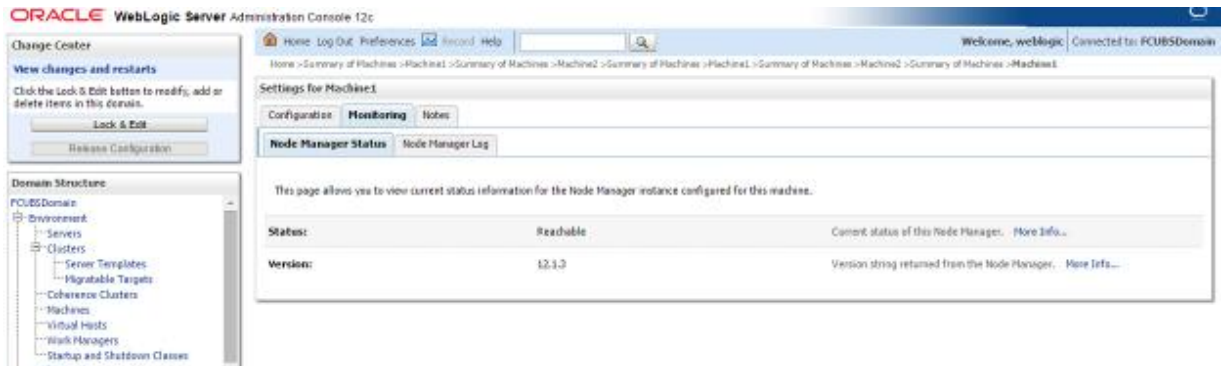 ORACLE WebLogic Server Administration Console 12c
Change Center
View changes and restarts
Click the Lock & Edit button to modify, add or
delete items in this domain.
Lock & Edit
Release Configuration
Domain Structure
FCUBSDomain
Environment
Servers
Clusters
Server Templates
Migratable Targets
Coherence Clusters
Machines
Virtual Hosts
Work Managers
Startup and Shutdown Classes
Home Log Out Preferences Record Help
Welcome, weblogic Connected to: FCUBSDomain
Home >Summary of Machines >Machine1 >Summary of Machines >Machine2 >Summary of Machines >Machine1 >Summary of Machines >Machine2 >Summary of Machines >Machine1
Settings for Machine1
Configuration Monitoring Notes
Node Manager Status Node Manager Log
This page allows you to view current status information for the Node Manager instance configured for this machine.
Status: Reachable Current status of this Node Manager. More Info...
Version: 12.1.3 Version string returned from the Node Manager. More Info...